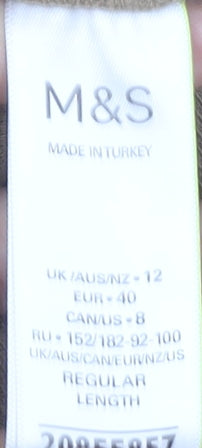 M&S
MADE IN TURKEY
UK/AUS/NZ • 12
EUR • 40
CAN/US • 8
RU • 152/182-92-100
UK/AUS/CAN/EUR/NZ/US
REGULAR
LENGTH